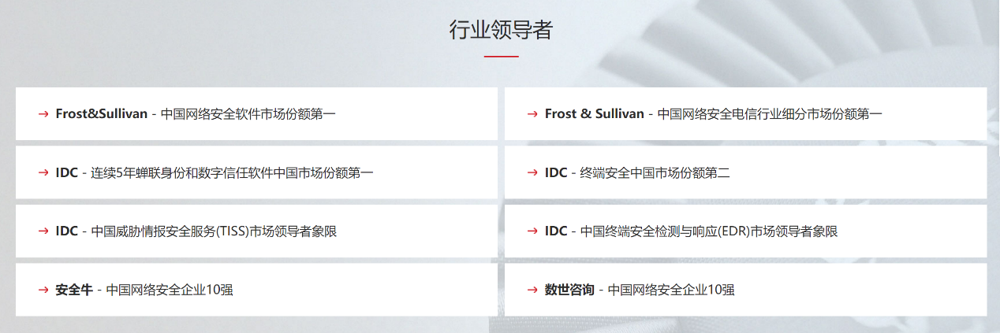 行业领导者
→ Frost&Sullivan - 中国网络安全软件市场份额第一
→ Frost & Sullivan - 中国网络安全电信行业细分市场份额第一
→ IDC - 连续5年蝉联身份和数字信任软件中国市场份额第一
→ IDC - 终端安全中国市场份额第二
→ IDC - 中国威胁情报安全服务(TISS)市场领导者象限
→ IDC - 中国终端安全检测与响应(EDR)市场领导者象限
→ 安全牛 - 中国网络安全企业10强
→ 数世咨询 - 中国网络安全企业10强